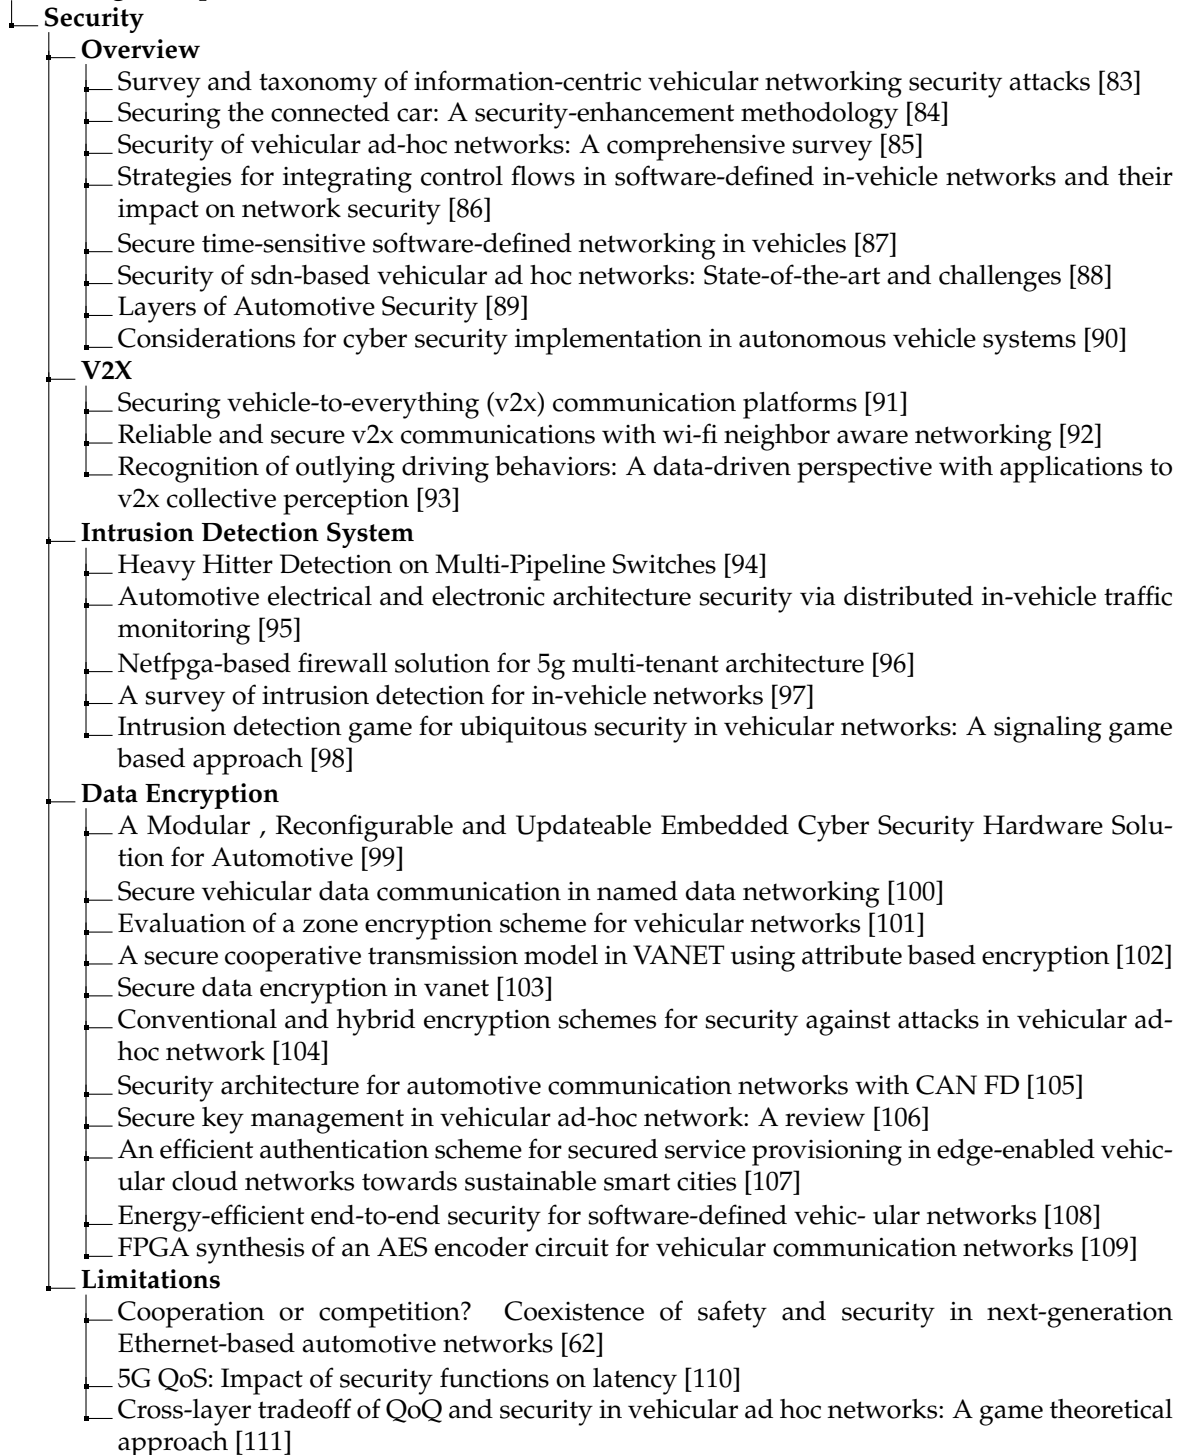 Security
Overview
Survey and taxonomy of information-centric vehicular networking security attacks [83]
Securing the connected car: A security-enhancement methodology [84]
Security of vehicular ad-hoc networks: A comprehensive survey [85]
Strategies for integrating control flows in software-defined in-vehicle networks and their
impact on network security [86]
Secure time-sensitive software-defined networking in vehicles [87]
Security of sdn-based vehicular ad hoc networks: State-of-the-art and challenges [88]
Layers of Automotive Security [89]
Considerations for cyber security implementation in autonomous vehicle systems [90]
V2X
Securing vehicle-to-everything (v2x) communication platforms [91]
Reliable and secure v2x communications with wi-fi neighbor aware networking [92]
Recognition of outlying driving behaviors: A data-driven perspective with applications to
v2x collective perception [93]
Intrusion Detection System
Heavy Hitter Detection on Multi-Pipeline Switches [94]
Automotive electrical and electronic architecture security via distributed in-vehicle traffic
monitoring [95]
Netfpga-based firewall solution for 5g multi-tenant architecture [96]
A survey of intrusion detection for in-vehicle networks [97]
Intrusion detection game for ubiquitous security in vehicular networks: A signaling game
based approach [98]
Data Encryption
A Modular , Reconfigurable and Updateable Embedded Cyber Security Hardware Solu-
tion for Automotive [99]
Secure vehicular data communication in named data networking [100]
Evaluation of a zone encryption scheme for vehicular networks [101]
A secure cooperative transmission model in VANET using attribute based encryption [102]
Secure data encryption in vanet [103]
Conventional and hybrid encryption schemes for security against attacks in vehicular ad-
hoc network [104]
Security architecture for automotive communication networks with CAN FD [105]
Secure key management in vehicular ad-hoc network: A review [106]
An efficient authentication scheme for secured service provisioning in edge-enabled vehic-
ular cloud networks towards sustainable smart cities [107]
Energy-efficient end-to-end security for software-defined vehic- ular networks [108]
FPGA synthesis of an AES encoder circuit for vehicular communication networks [109]
Limitations
Cooperation or competition? Coexistence of safety and security in next-generation
Ethernet-based automotive networks [62]
5G QoS: Impact of security functions on latency [110]
Cross-layer tradeoff of QoQ and security in vehicular ad hoc networks: A game theoretical
approach [111]